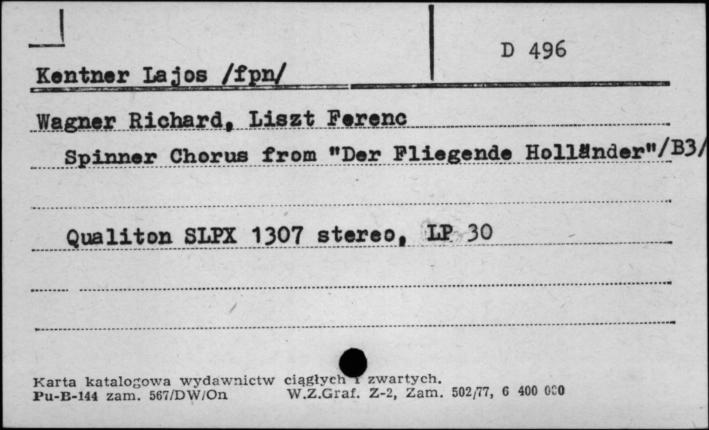 D 496
Kentner Lajos /fpn/
Wagner Richard, Liszt Ferenc
Spinner Chorus from "Der Fliegende Holländer"/B3/
Qualiton SLPX 1307 stereo, LP 30
Karta katalogowa wydawnictw ciągłych i zwartych.
Pu-B-144 zam. 567/DW/On W.Z.Graf. Z-2, Zam. 502/77, 6 400 000